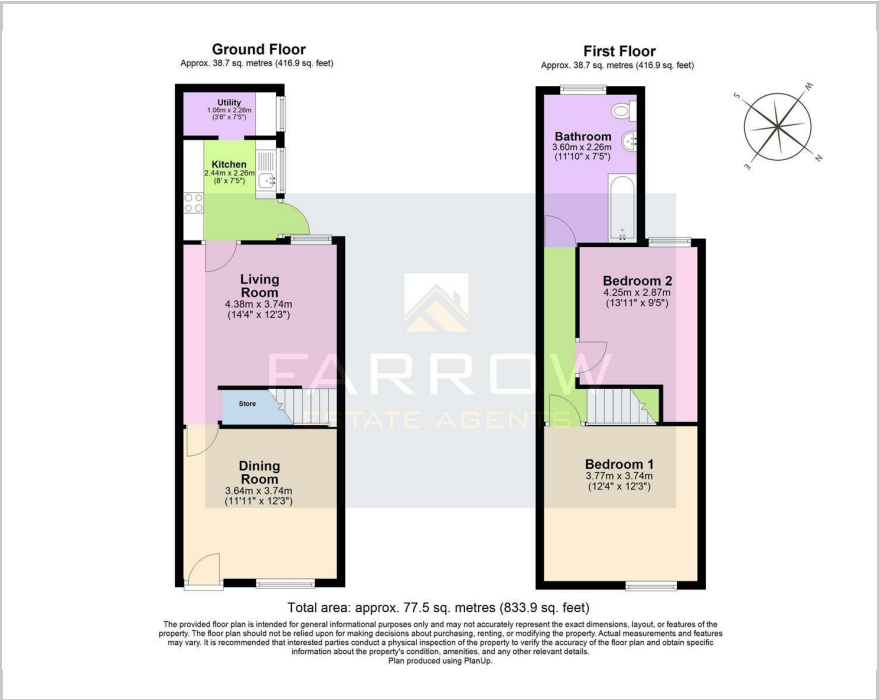 Ground Floor
Approx. 38.7 sq. metres (416.9 sq. feet)
Utility
1.06m x 2.26m
(3'6" x 7'5")
Kitchen
2.44m x 2.26m
(8' x 7'5")
Living
Room
4.38m x 3.74m
(14'4" x 12'3")
Store
Dining
Room
3.64m x 3.74m
(11'11" x 12'3")
First Floor
Approx. 38.7 sq. metres (416.9 sq. feet)
Bathroom
3.60m x 2.26m
(11'10" x 7'5")
Bedroom 2
4.25m x 2.87m
(13'11" x 9'5")
Bedroom 1
3.77m x 3.74m
(12'4" x 12'3")
S
W
E
N
FARROW
ESTATE AGENTS
Total area: approx. 77.5 sq. metres (833.9 sq. feet)
The provided floor plan is intended for general informational purposes only and may not accurately represent the exact dimensions, layout, or features of the
property. The floor plan should not be relied upon for making decisions about purchasing, renting, or modifying the property. Actual measurements and features
may vary. It is recommended that interested parties conduct a physical inspection of the property to verify the accuracy of the floor plan and obtain specific
information about the property's condition, amenities, and any other relevant details.
Plan produced using PlanUp.